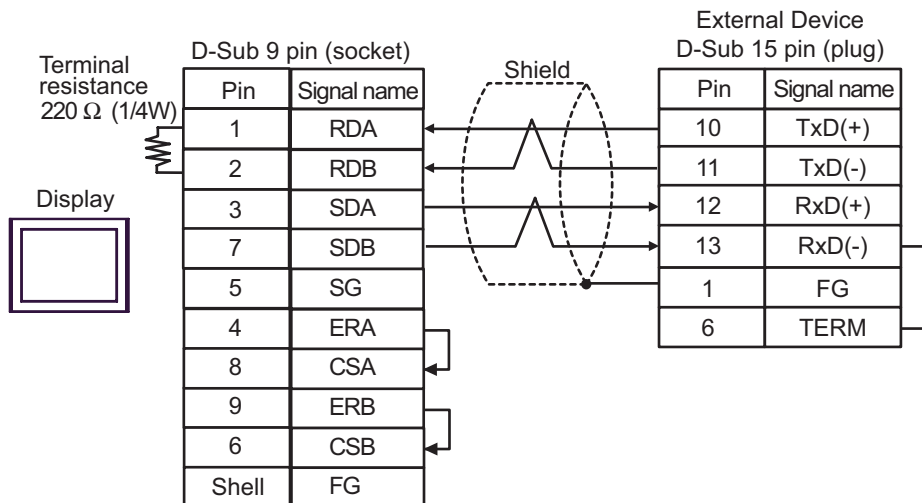 External Device
D-Sub 9 pin (socket)
D-Sub 15 pin (plug)
Terminal
resistance
220 Ω (1/4W)
Shield
Display
Pin Signal name
1 RDA
2 RDB
3 SDA
7 SDB
5 SG
4 ERA
8 CSA
9 ERB
6 CSB
Shell FG
Pin Signal name
10 TxD(+)
11 TxD(-)
12 RxD(+)
13 RxD(-)
1 FG
6 TERM